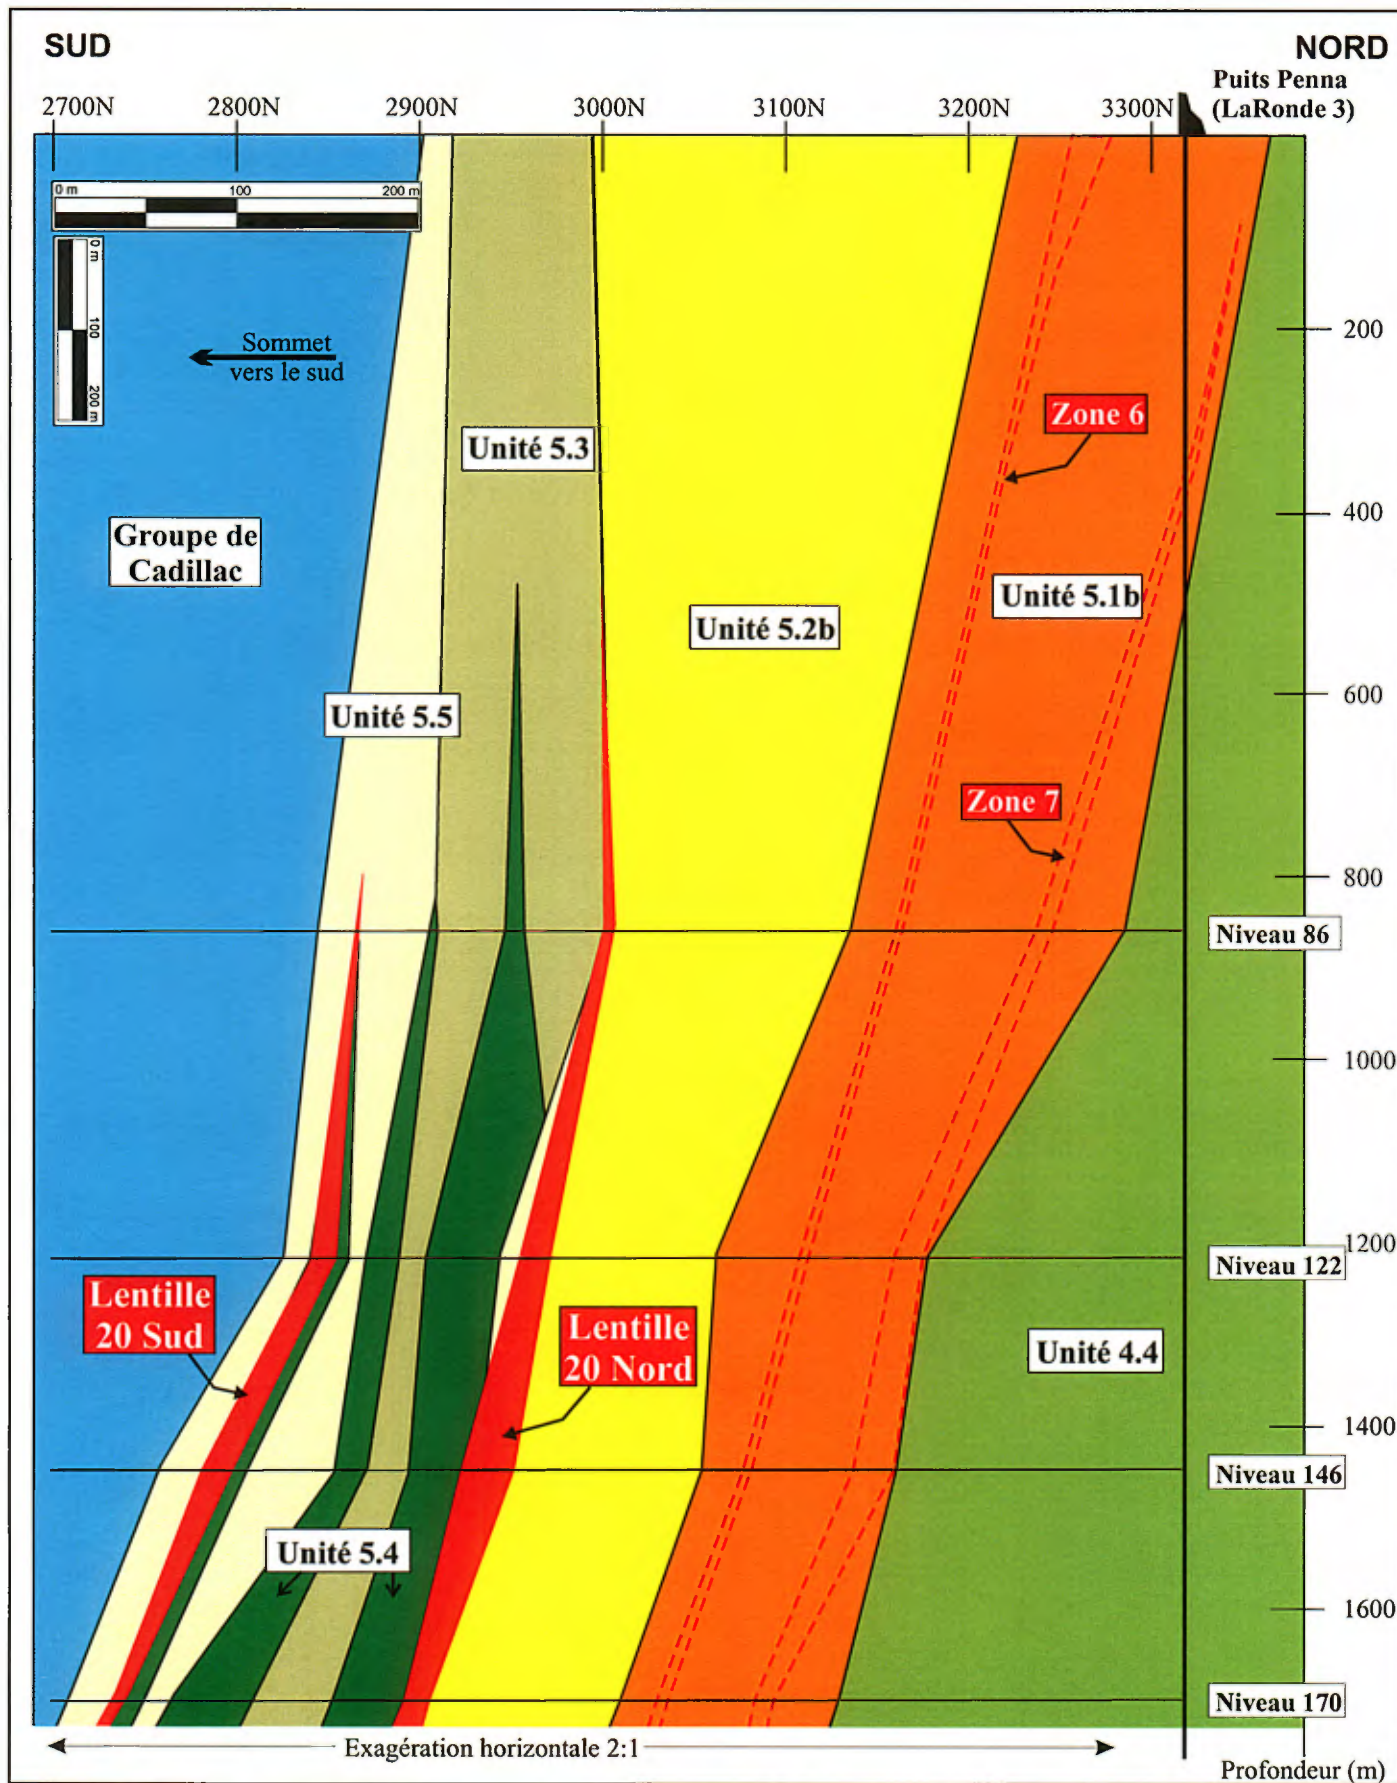 SUD
NORD
Puits Penna
(LaRonde 3)
2700N
2800N
2900N
3000N
3100N
3200N
3300N
0 m
100
200 m
0 m
100
200 m
Sommet
vers le sud
200
Zone 6
Unité 5.3
400
Groupe de
Cadillac
Unité 5.1b
Unité 5.2b
600
Unité 5.5
Zone 7
800
Niveau 86
1000
1200
Niveau 122
Lentille
20 Sud
Lentille
20 Nord
Unité 4.4
1400
Niveau 146
Unité 5.4
1600
Niveau 170
Exagération horizontale 2:1
Profondeur (m)